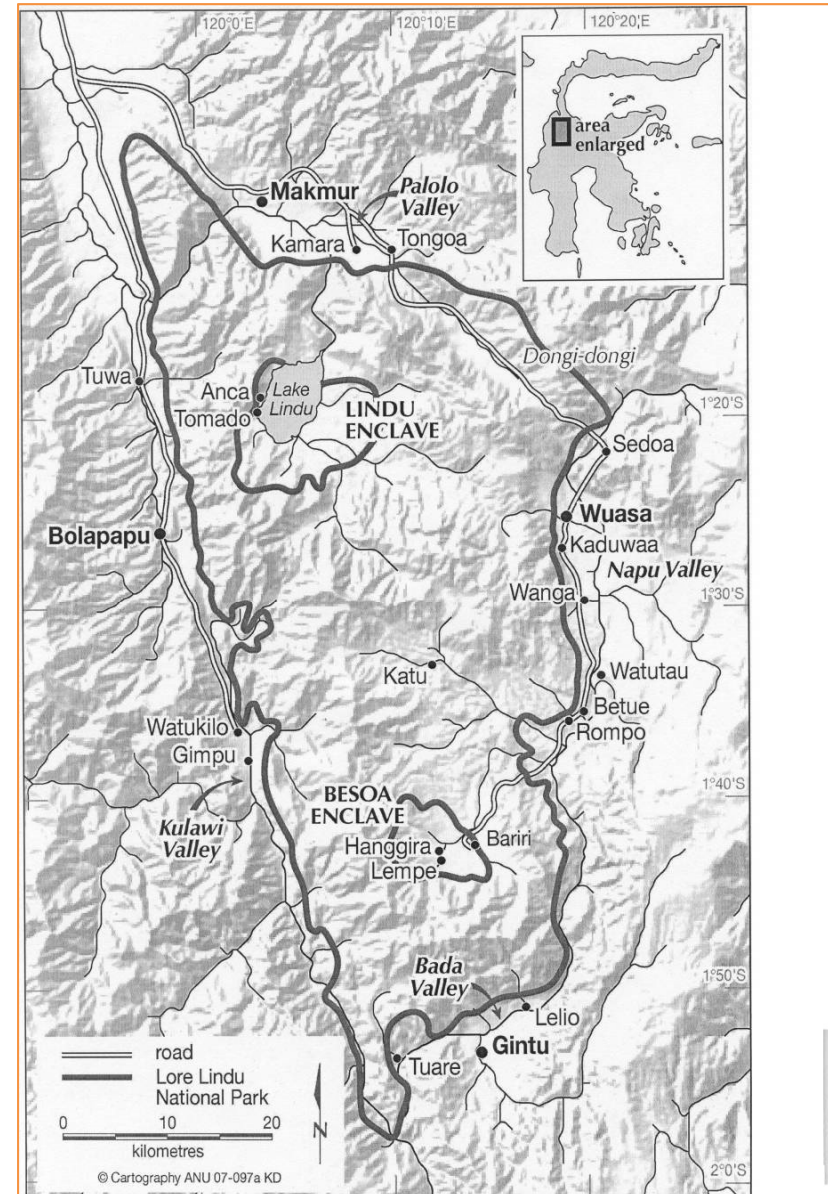 120°0'E
120°10'E
120°20'E
area
enlarged
Makmur
Palolo
Valley
Kamara
Tongoa
Dongi-dongi
Tuwa
Anca
Lake
Lindu
Tomado
LINDU
ENCLAVE
1°20'S
Sedoa
Wuasa
Bolapapu
Kaduwaa
Napu Valley
Wanga
1°30'S
Katu
Watutau
Betue
Rompo
Watukilo
Gimpu
1°40'S
BESOA
ENCLAVE
Kulawi
Valley
Hanggira
Bariri
Lempe
1°50'S
Bada
Valley
Lelio
Gintu
Tuare
road
Lore Lindu
National Park
0 10 20
kilometres
N
© Cartography ANU 07-097a KD
2°0'S